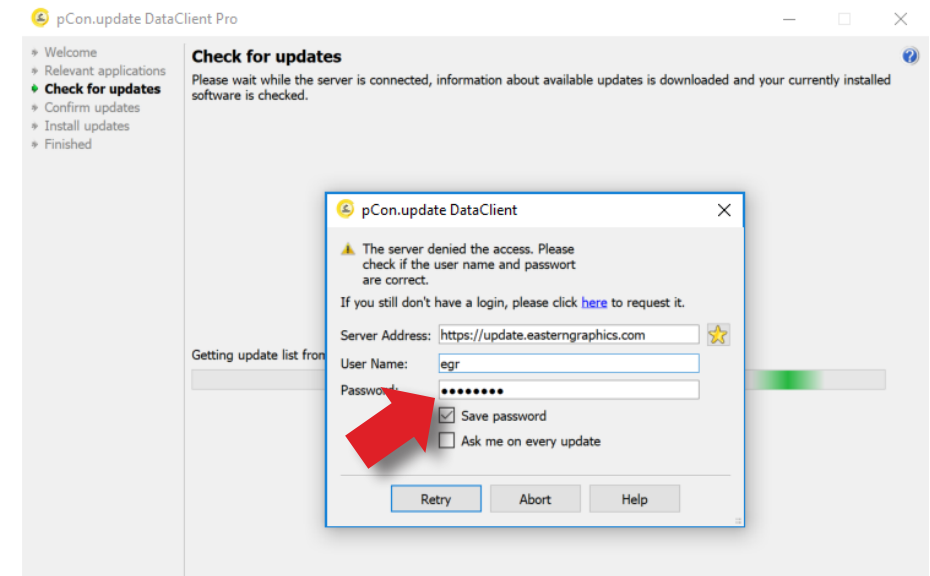 pCon.update DataClient Pro
Welcome
Relevant applications
Check for updates
Confirm updates
Install updates
Finished
Check for updates
Please wait while the server is connected, information about available updates is downloaded and your currently installed
software is checked.
Getting update list from
pCon.update DataClient
The server denied the access. Please
check if the user name and passwort
are correct.
If you still don't have a login, please click here to request it.
Server Address: https://update.easterngraphics.com
User Name: egr
Password: ••••••••
Save password
Ask me on every update
Retry Abort Help